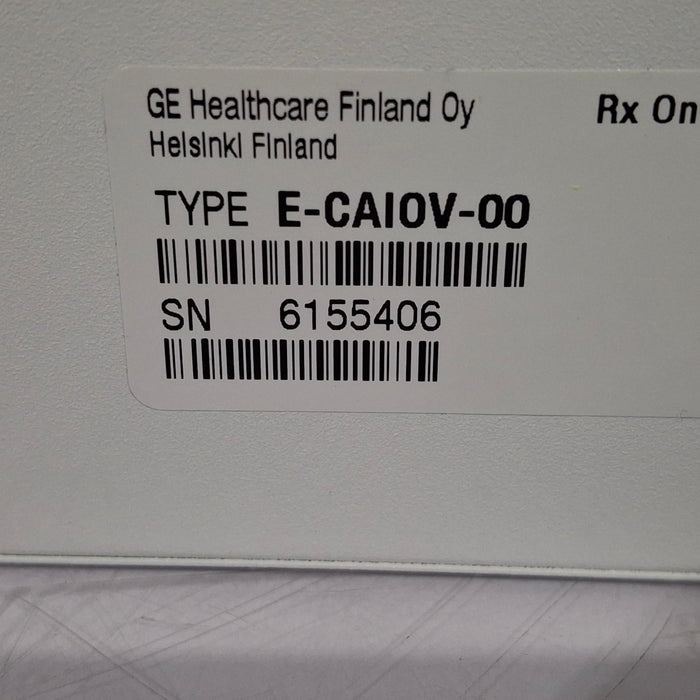 GE Healthcare Finland Oy
Rx On
Helsinki Finland
TYPE E-CAIOV-00
SN 6155406